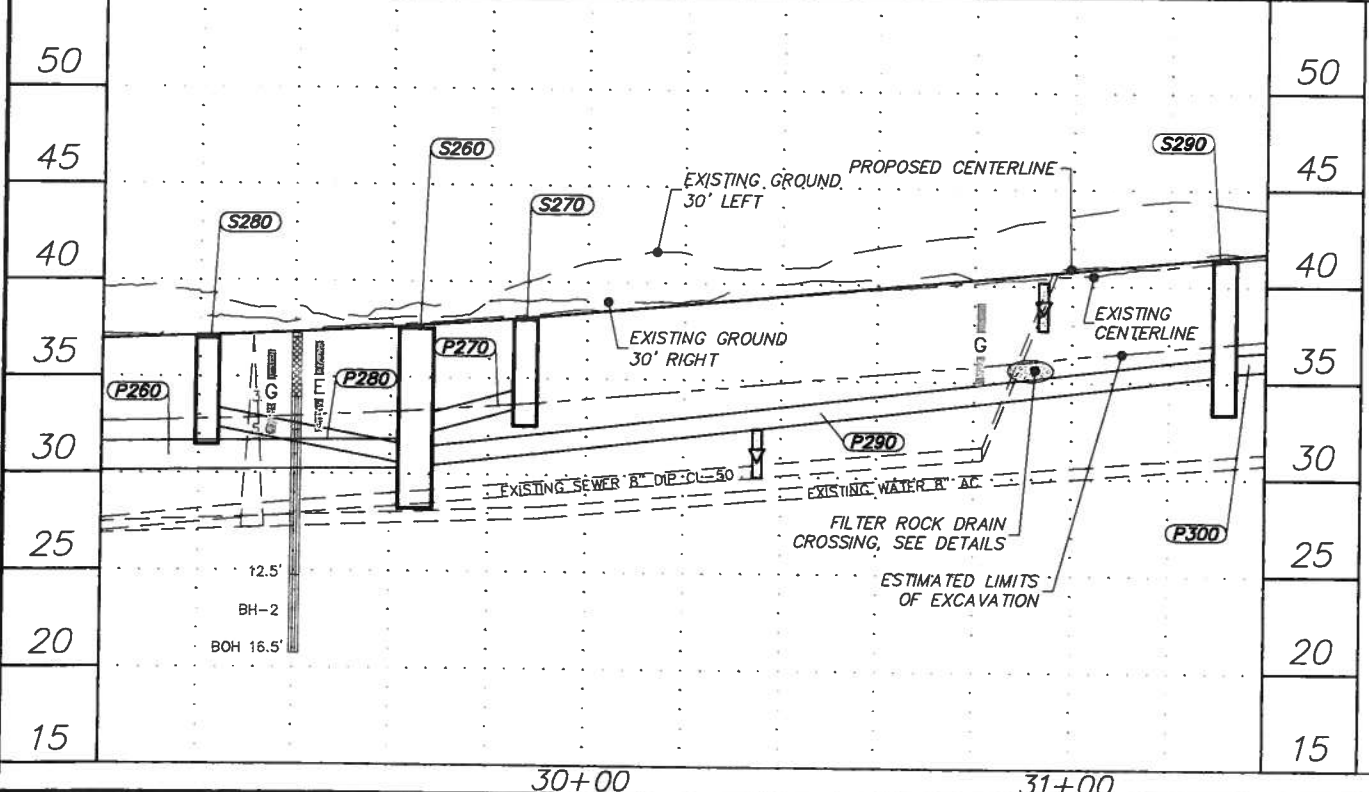 50
50
S260
S290
45
45
PROPOSED CENTERLINE
EXISTING GROUND
30' LEFT
S270
S280
40
40
EXISTING
CENTERLINE
EXISTING GROUND
30' RIGHT
G
P270
35
35
G
E
P280
P260
P290
30
30
EXISTING SEWER 8" DIP CL-50
EXISTING WATER 8" AC
FILTER ROCK DRAIN
CROSSING, SEE DETAILS
P300
25
25
12.5'
ESTIMATED LIMITS
OF EXCAVATION
BH-2
BOH 16.5'
20
20
15
15
30+00
31+00